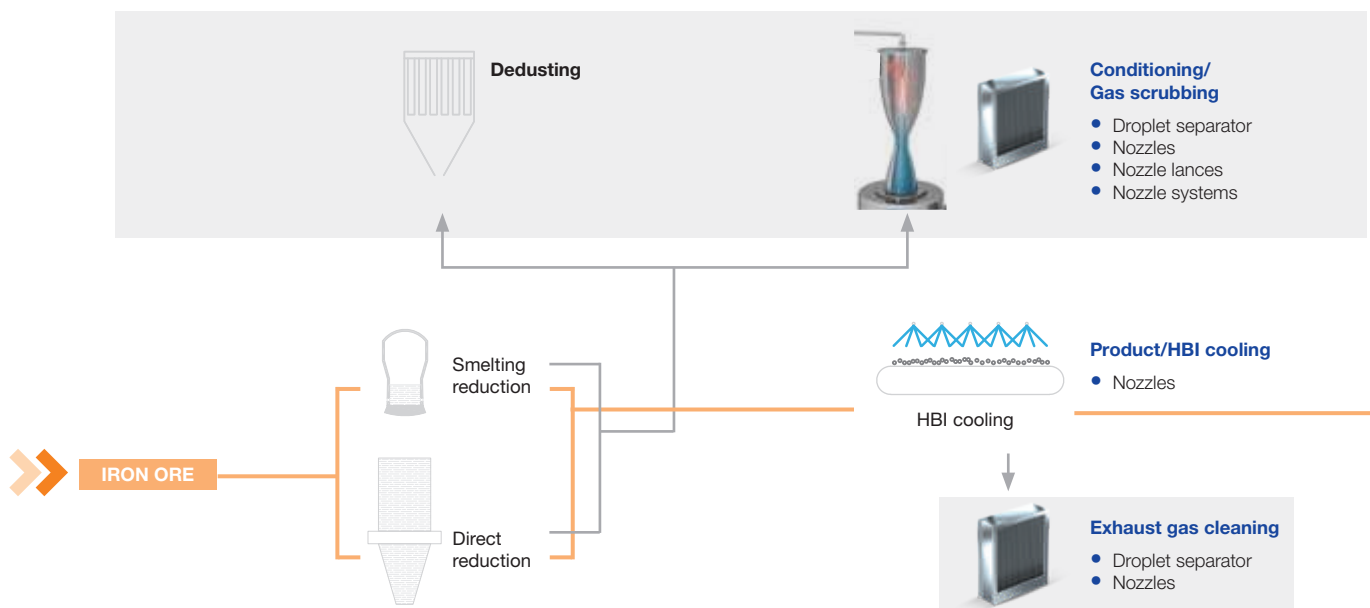 Dedusting
Conditioning/
Gas scrubbing
• Droplet separator
• Nozzles
• Nozzle lances
• Nozzle systems
Smelting
reduction
Product/HBI cooling
• Nozzles
HBI cooling
IRON ORE
Direct
reduction
Exhaust gas cleaning
• Droplet separator
• Nozzles